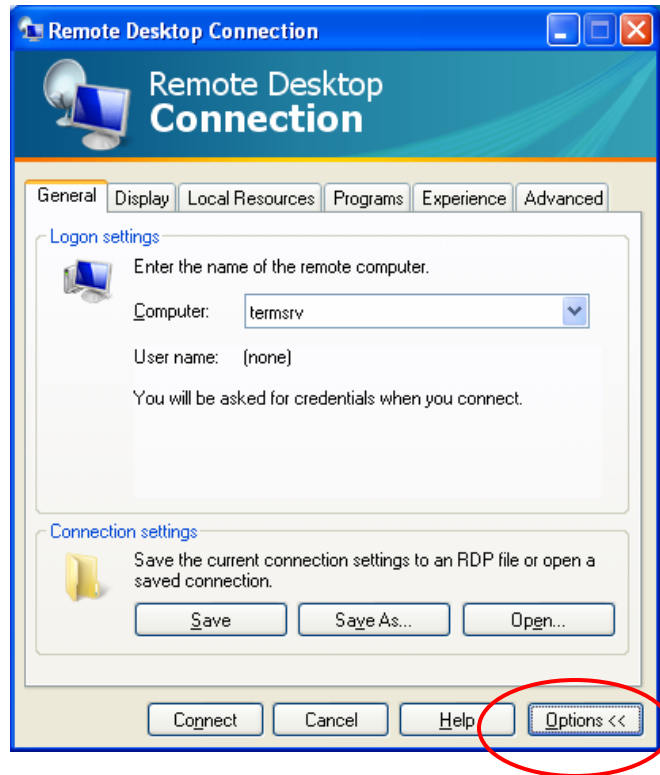 Remote Desktop Connection
Remote Desktop
Connection
General Display Local Resources Programs Experience Advanced
Logon settings
Enter the name of the remote computer.
Computer: termsrv
User name: (none)
You will be asked for credentials when you connect.
Connection settings
Save the current connection settings to an RDP file or open a
saved connection.
Save Save As... Open...
Connect Cancel Help Options <<